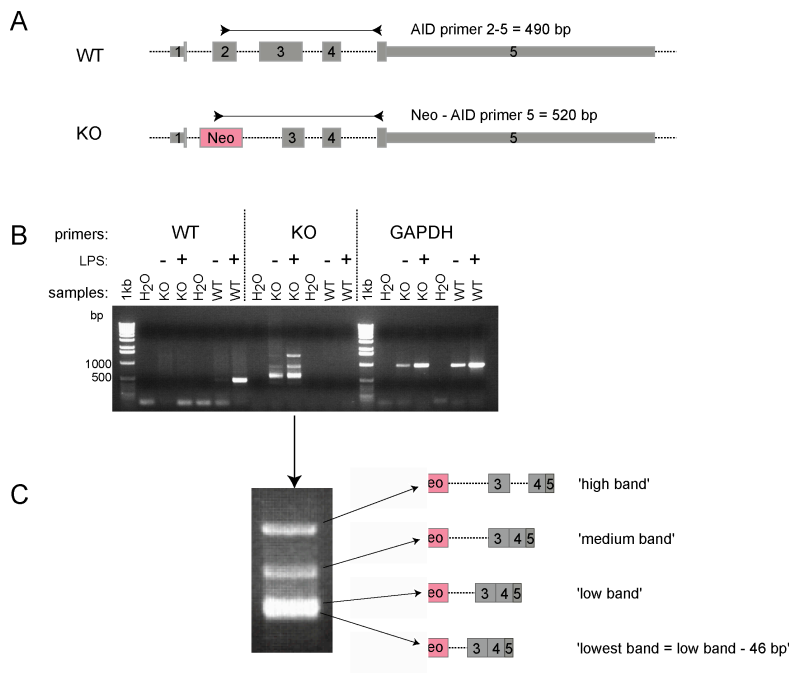 A
WT
AID primer 2-5 = 490 bp
1 2 3 4 5
KO
Neo - AID primer 5 = 520 bp
1 Neo 3 4 5
B
primers: WT KO GAPDH
LPS: - + - + - + - + - + - +
samples: 1kb H2O KO KO H2O WT WT H2O KO KO H2O WT WT 1kb H2O KO KO H2O WT WT
bp
1000
500
C
eo 3 4 5 'high band'
eo 3 4 5 'medium band'
eo 3 4 5 'low band'
eo 3 4 5 'lowest band = low band - 46 bp'